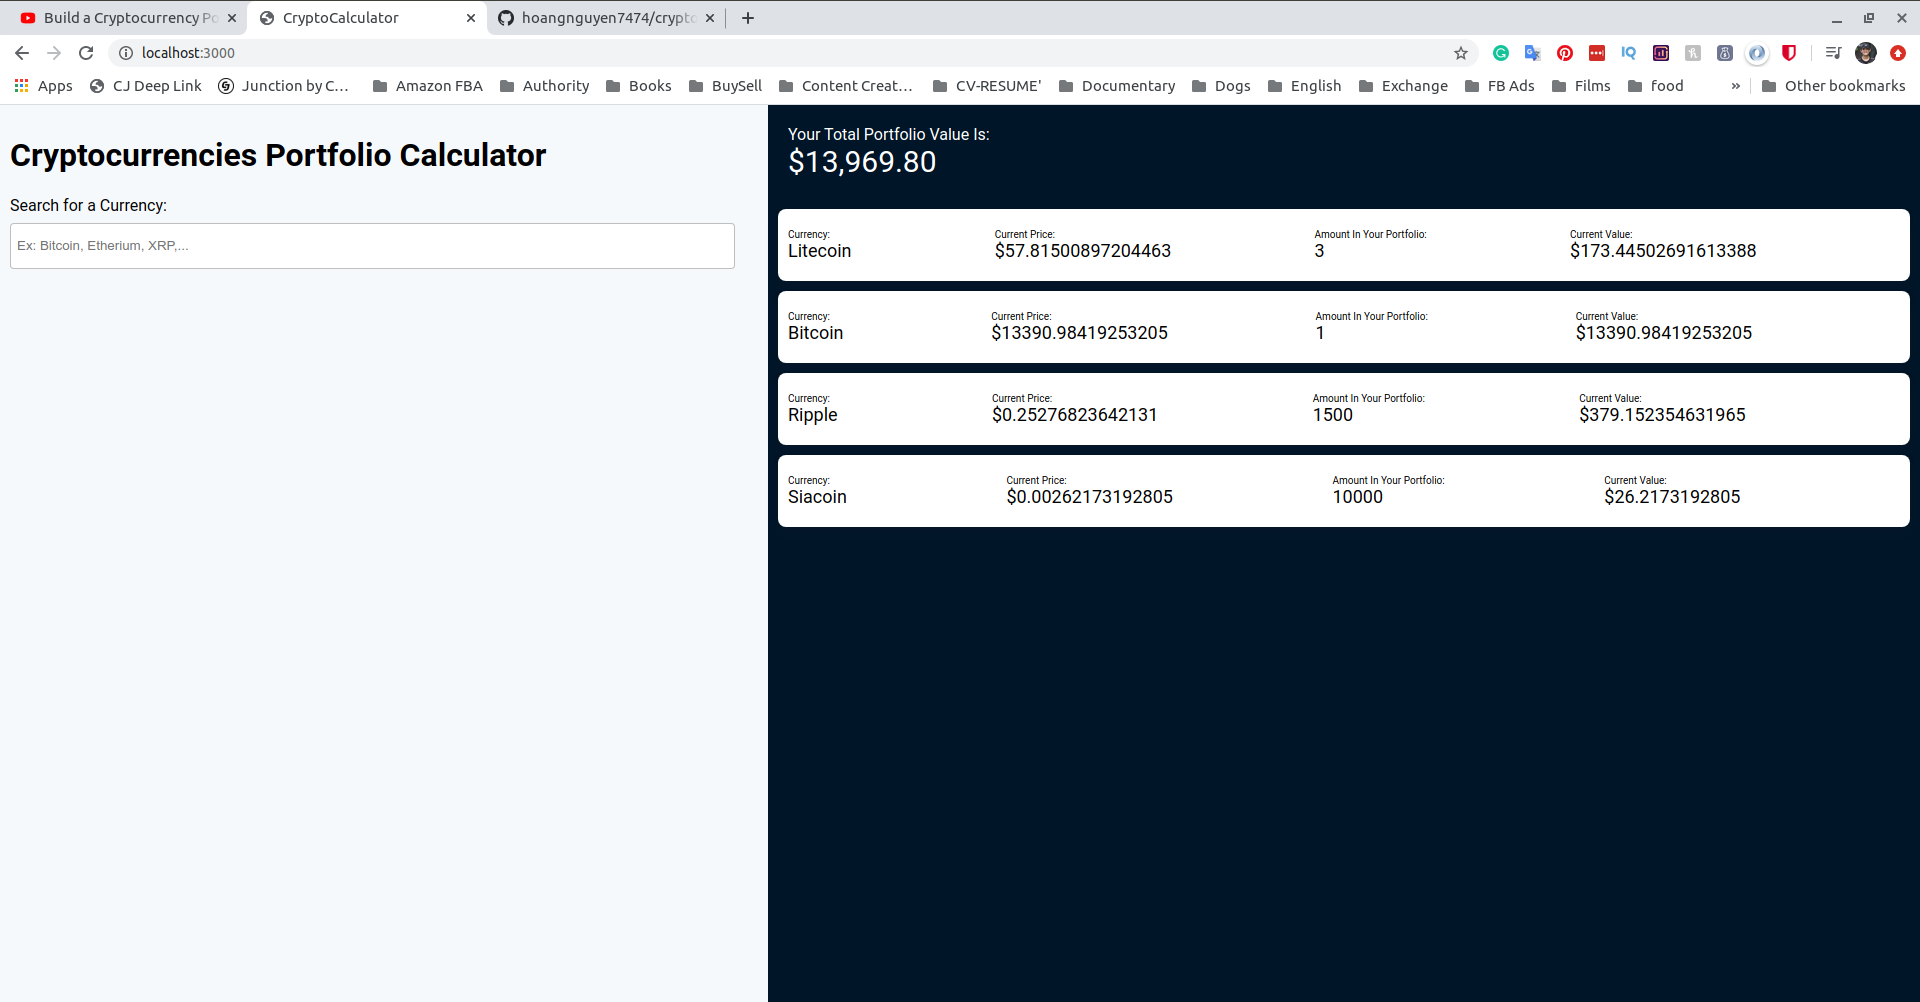 Build a Cryptocurrency Po
CryptoCalculator
hoangnguyen7474/crypto
localhost:3000
Apps
CJ Deep Link
Junction by C...
Amazon FBA
Authority
Books
BuySell
Content Creat...
CV-RESUME'
Documentary
Dogs
English
Exchange
FB Ads
Films
food
»
Other bookmarks
Cryptocurrencies Portfolio Calculator
Search for a Currency:
Ex: Bitcoin, Etherium, XRP,...
Your Total Portfolio Value Is:
$13,969.80
Currency: Current Price: Amount In Your Portfolio: Current Value:
Litecoin $57.81500897204463 3 $173.44502691613388
Currency: Current Price: Amount In Your Portfolio: Current Value:
Bitcoin $13390.98419253205 1 $13390.98419253205
Currency: Current Price: Amount In Your Portfolio: Current Value:
Ripple $0.25276823642131 1500 $379.152354631965
Currency: Current Price: Amount In Your Portfolio: Current Value:
Siacoin $0.00262173192805 10000 $26.2173192805